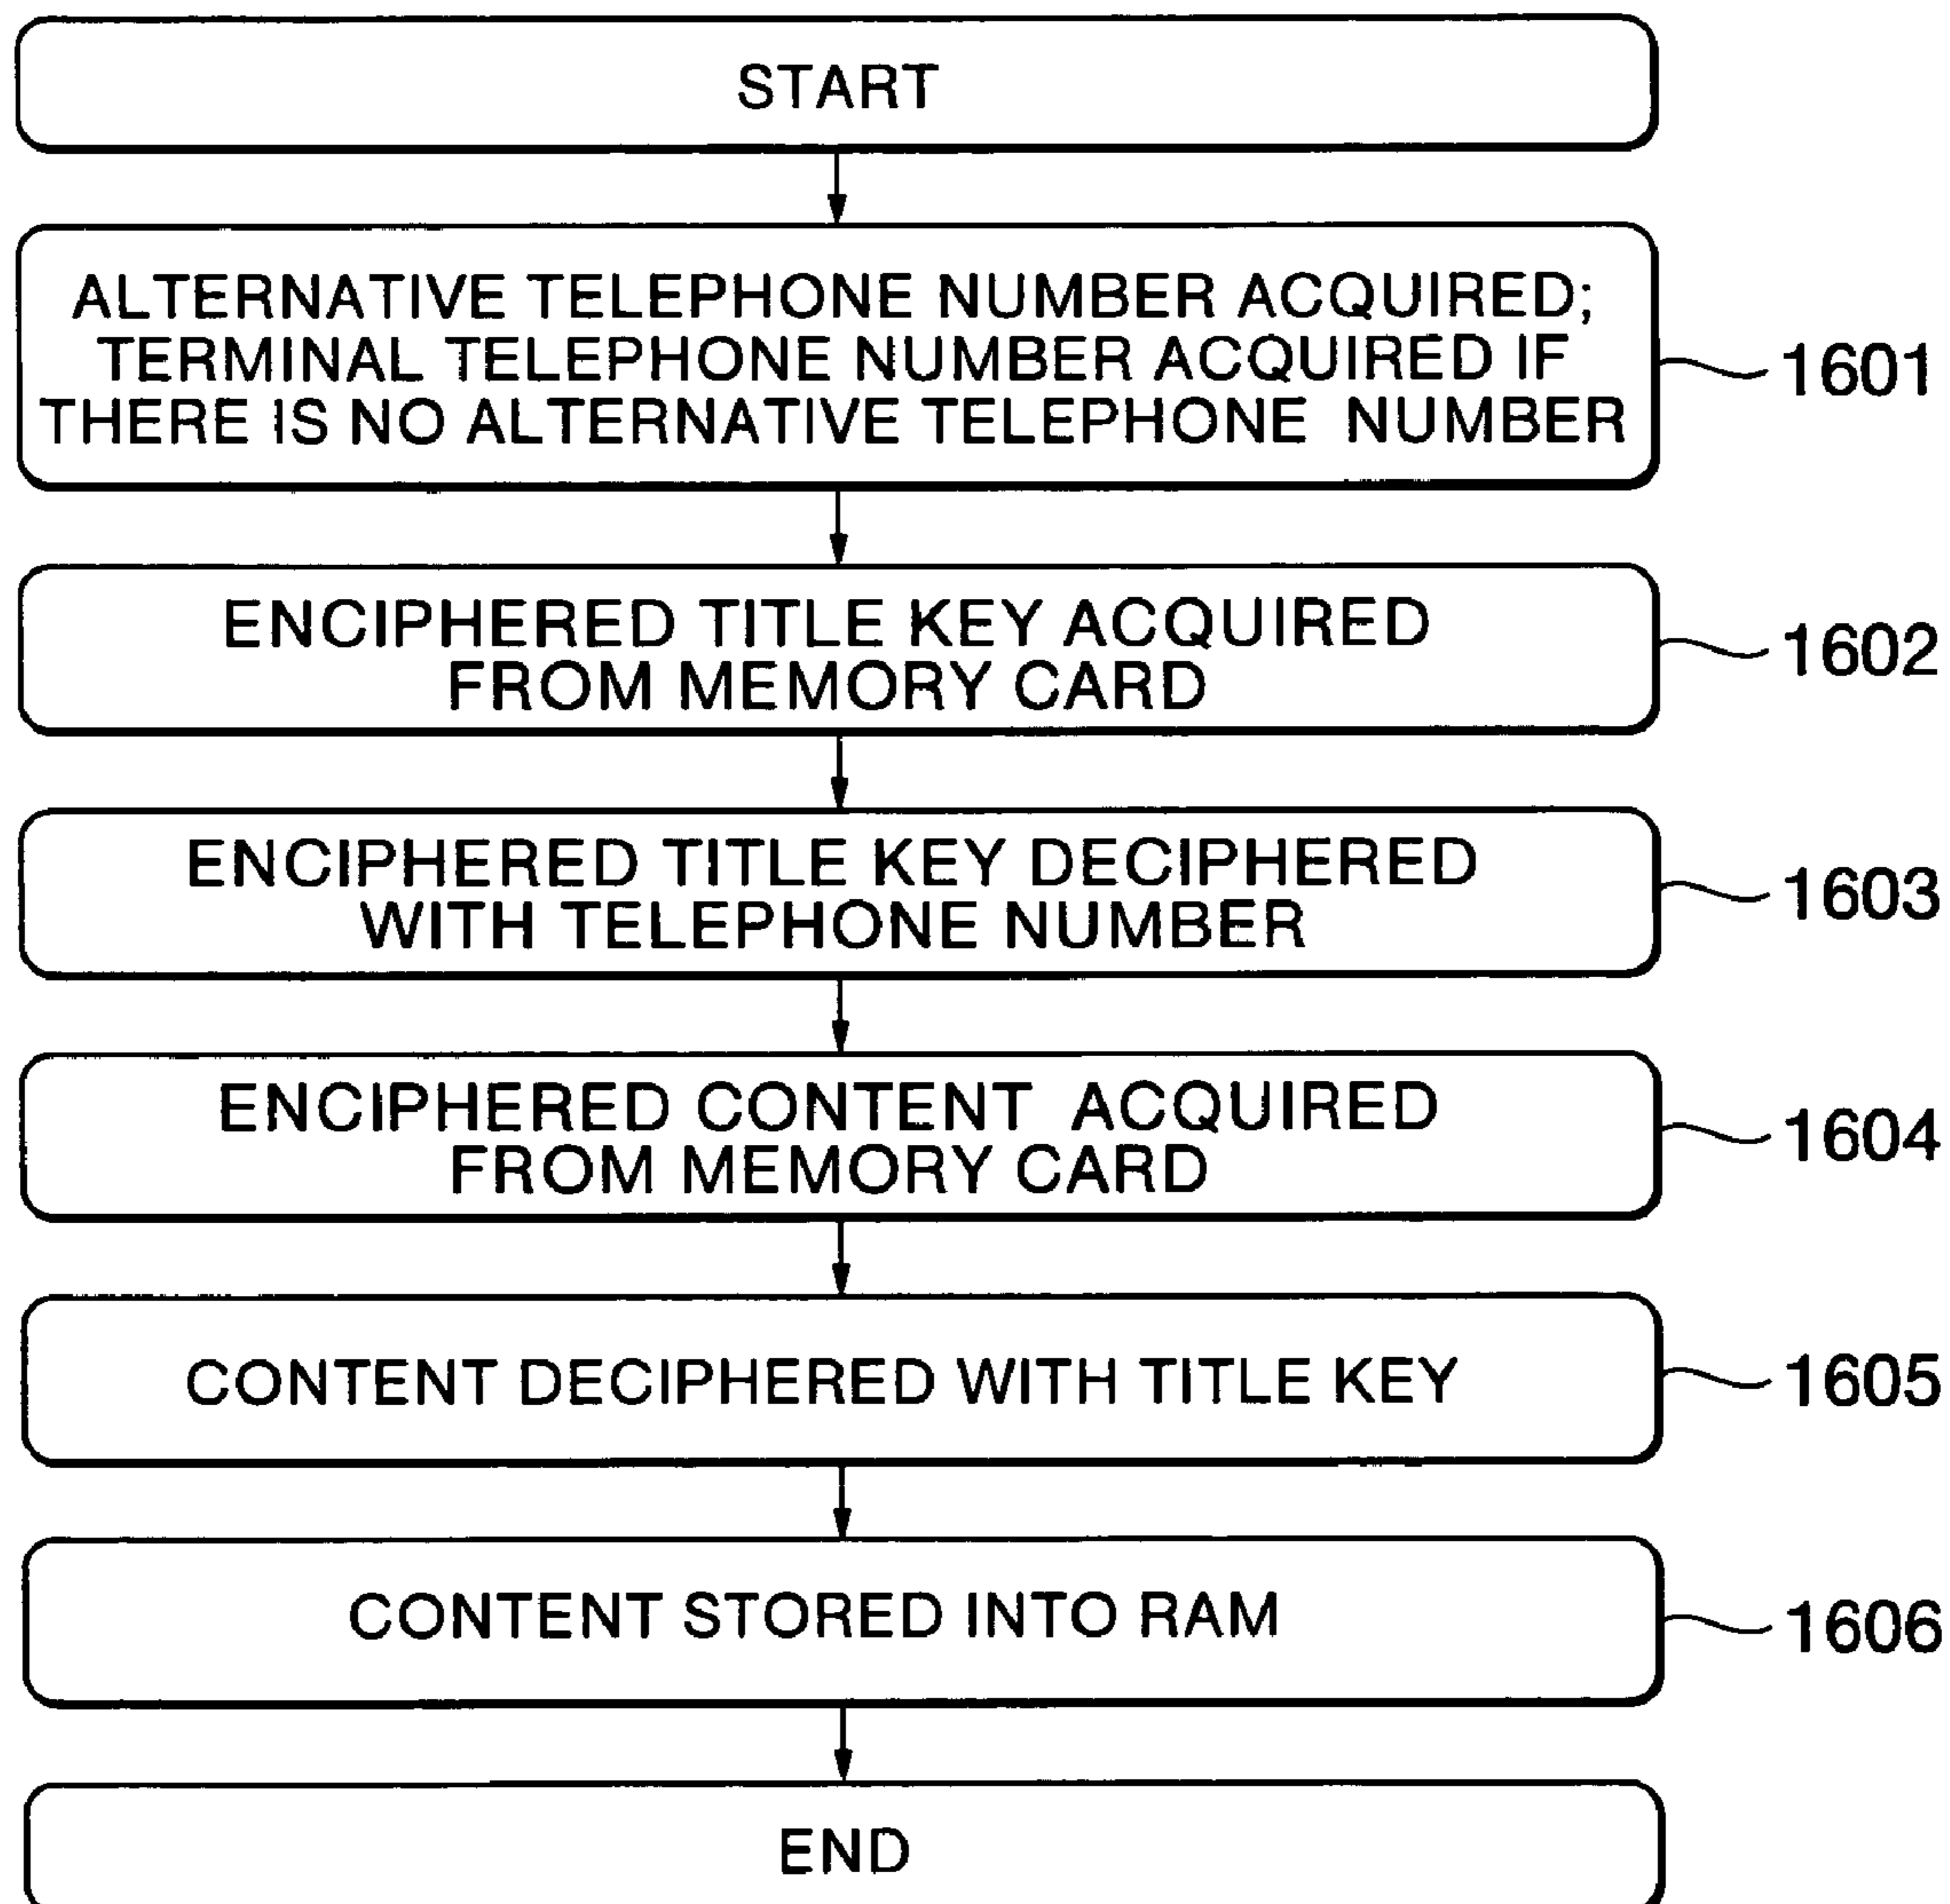 START
ALTERNATIVE TELEPHONE NUMBER ACQUIRED;
TERMINAL TELEPHONE NUMBER ACQUIRED IF
THERE IS NO ALTERNATIVE TELEPHONE NUMBER
1601
ENCIPHERED TITLE KEY ACQUIRED
FROM MEMORY CARD
1602
ENCIPHERED TITLE KEY DECIPHERED
WITH TELEPHONE NUMBER
1603
ENCIPHERED CONTENT ACQUIRED
FROM MEMORY CARD
1604
CONTENT DECIPHERED WITH TITLE KEY
1605
CONTENT STORED INTO RAM
1606
END